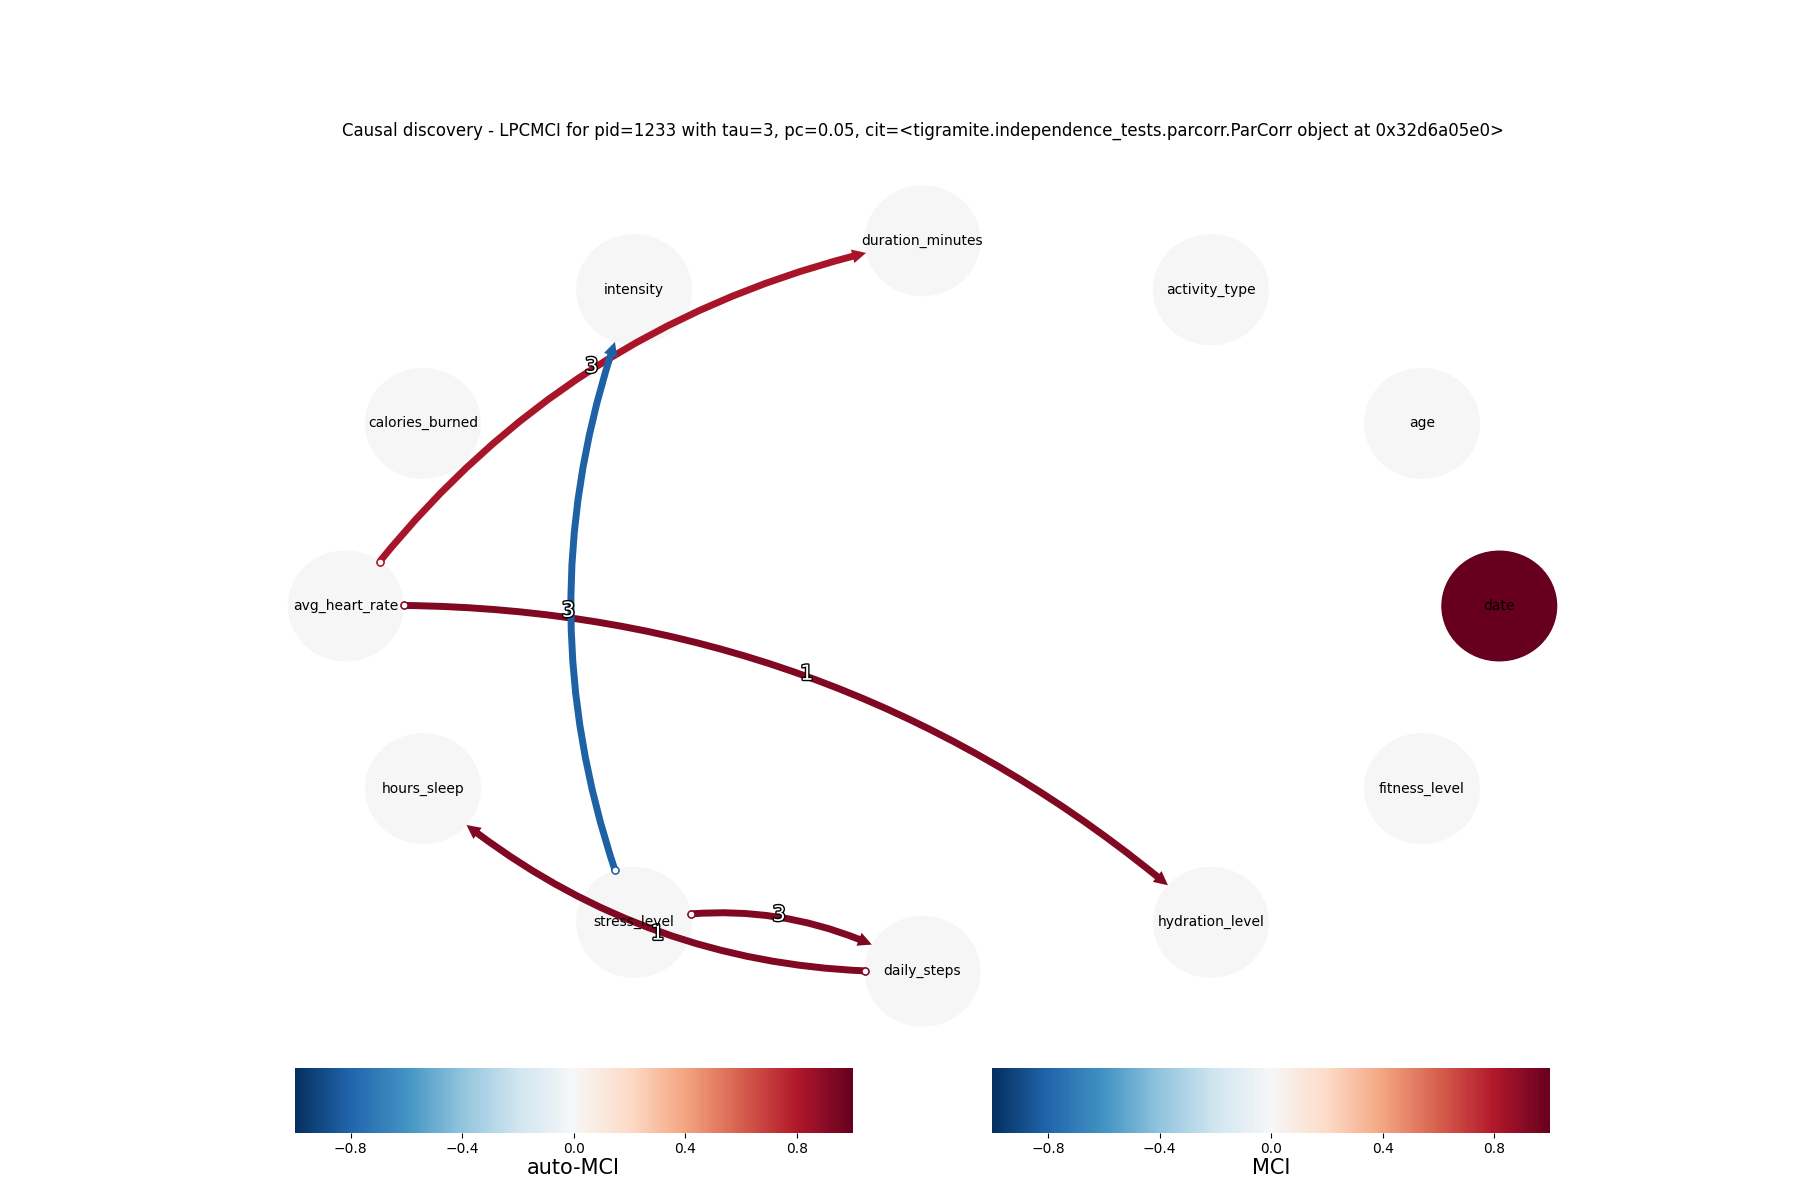 Causal discovery - LPCMCI for pid=1233 with tau=3, pc=0.05, cit=<tigramite.independence_tests.parcorr.ParCorr object at 0x32d6a05e0>
duration_minutes
intensity
activity_type
3
calories_burned
age
avg_heart_rate
3
date
1
hours_sleep
fitness_level
3
stress_level
hydration_level
1
daily_steps
−0.8 −0.4 0.0 0.4 0.8
auto-MCI
−0.8 −0.4 0.0 0.4 0.8
MCI